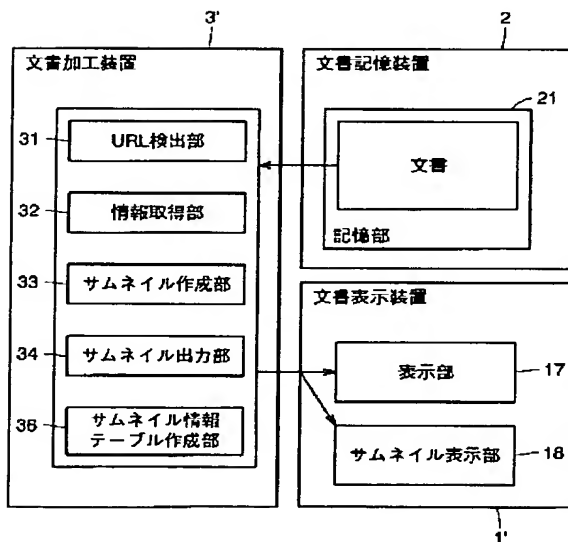 3'
文書加工装置
31
URL検出部
32
情報取得部
33
サムネイル作成部
34
サムネイル出力部
36
サムネイル情報
テーブル作成部
2
文書記憶装置
21
文書
記憶部
文書表示装置
表示部
17
サムネイル表示部
18
1'